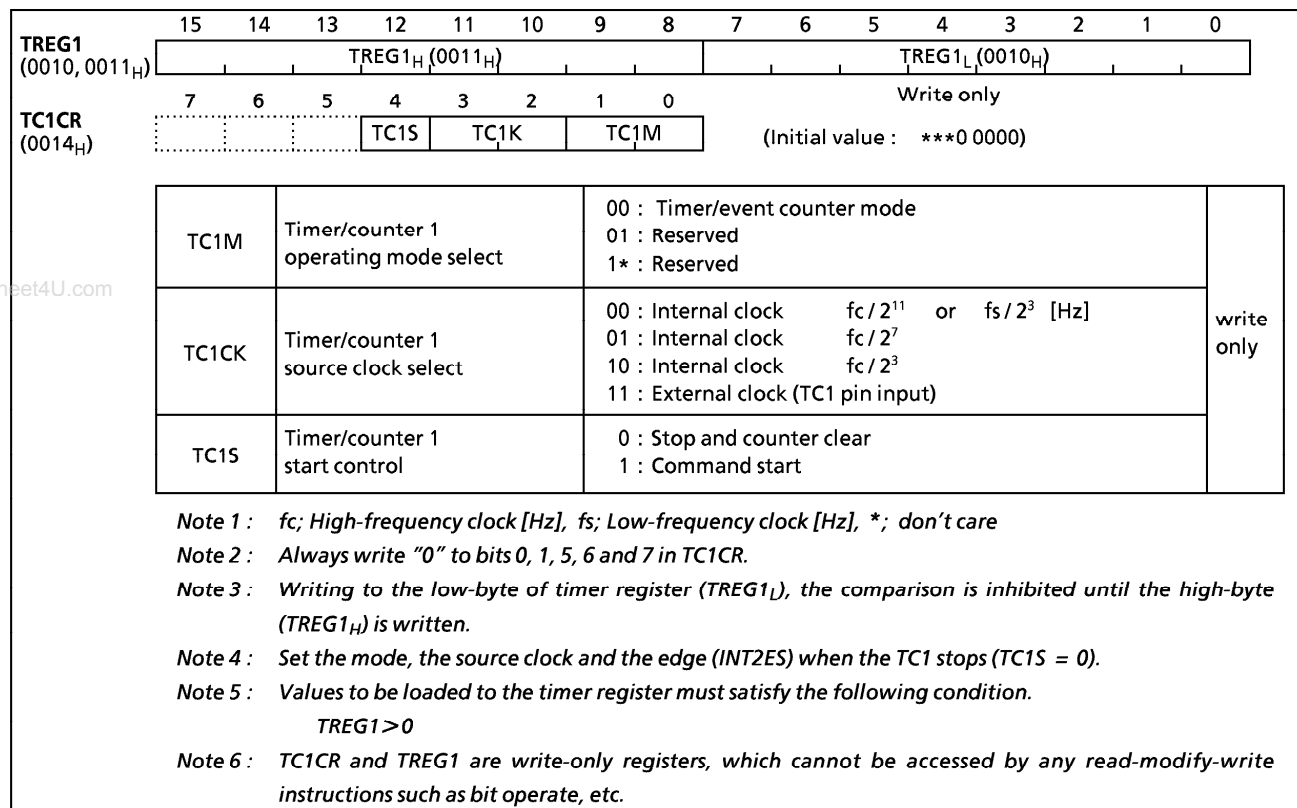 15 14 13 12 11 10 9 8 7 6 5 4 3 2 1 0
TREG1
(0010, 0011H)
TREG1H (0011H) TREG1L (0010H)
7 6 5 4 3 2 1 0 Write only
TC1CR
(0014H)
TC1S TC1K TC1M (Initial value : ***0 0000)
TC1M
Timer/counter 1
operating mode select
00 : Timer/event counter mode
01 : Reserved
1* : Reserved
TC1CK
Timer/counter 1
source clock select
00 : Internal clock fc / 2¹¹ or fs / 2³ [Hz]
01 : Internal clock fc / 2⁷
10 : Internal clock fc / 2³
11 : External clock (TC1 pin input)
TC1S
Timer/counter 1
start control
0 : Stop and counter clear
1 : Command start
write
only
Note 1 : fc; High-frequency clock [Hz], fs; Low-frequency clock [Hz], *; don't care
Note 2 : Always write "0" to bits 0, 1, 5, 6 and 7 in TC1CR.
Note 3 : Writing to the low-byte of timer register (TREG1L), the comparison is inhibited until the high-byte
(TREG1H) is written.
Note 4 : Set the mode, the source clock and the edge (INT2ES) when the TC1 stops (TC1S = 0).
Note 5 : Values to be loaded to the timer register must satisfy the following condition.
TREG1>0
Note 6 : TC1CR and TREG1 are write-only registers, which cannot be accessed by any read-modify-write
instructions such as bit operate, etc.
eet4U.com